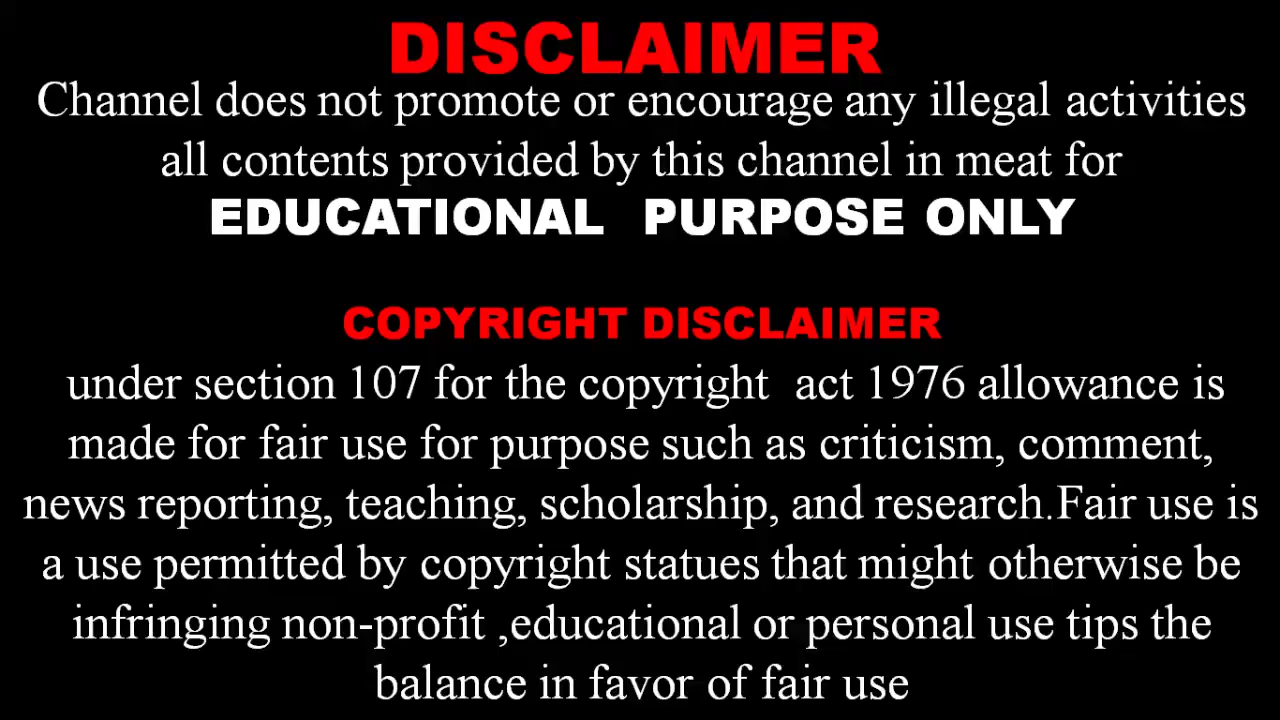 DISCLAIMER
Channel does not promote or encourage any illegal activities
all contents provided by this channel in meat for
EDUCATIONAL PURPOSE ONLY
COPYRIGHT DISCLAIMER
under section 107 for the copyright act 1976 allowance is
made for fair use for purpose such as criticism, comment,
news reporting, teaching, scholarship, and research.Fair use is
a use permitted by copyright statues that might otherwise be
infringing non-profit ,educational or personal use tips the
balance in favor of fair use